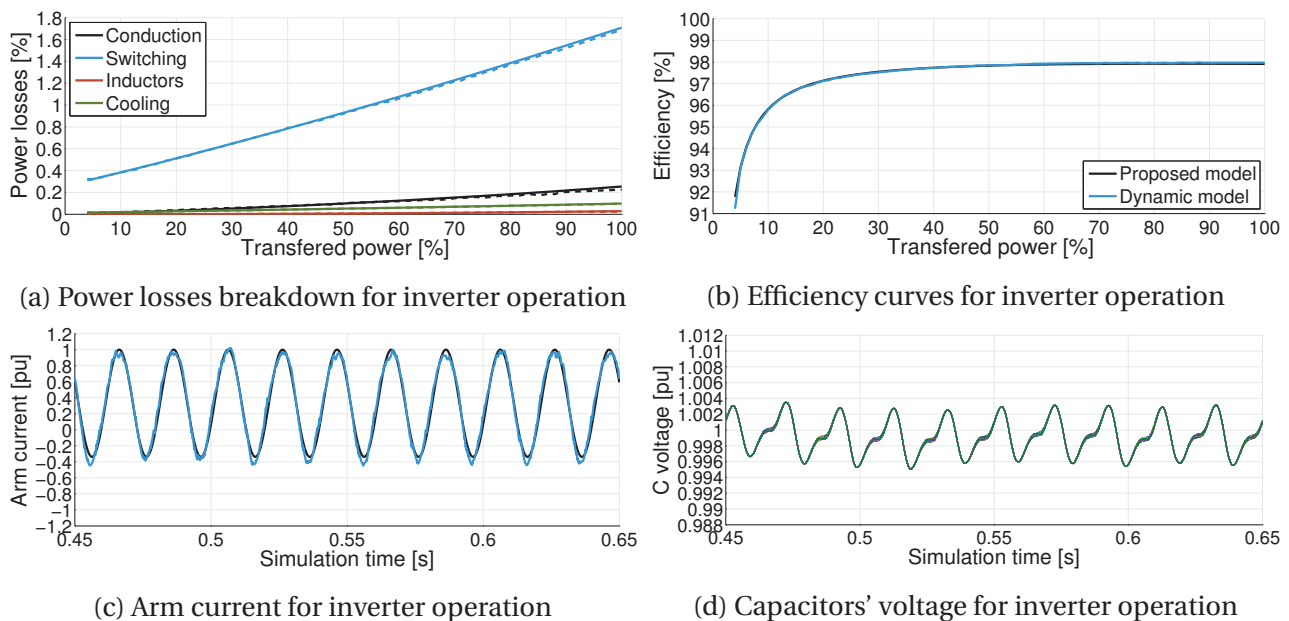 1.8
1.6
1.4
1.2
1
0.8
0.6
0.4
0.2
0
Power losses [%]
Conduction
Switching
Inductors
Cooling
0 10 20 30 40 50 60 70 80 90 100
Transfered power [%]
(a) Power losses breakdown for inverter operation
100
99
98
97
96
95
94
93
92
91
Efficiency [%]
Proposed model
Dynamic model
0 10 20 30 40 50 60 70 80 90 100
Transfered power [%]
(b) Efficiency curves for inverter operation
1.2
1
0.8
0.6
0.4
0.2
0
−0.2
−0.4
−0.6
−0.8
−1
−1.2
Arm current [pu]
0.45 0.5 0.55 0.6 0.65
Simulation time [s]
(c) Arm current for inverter operation
1.012
1.01
1.008
1.006
1.004
1.002
1
0.998
0.996
0.994
0.992
0.99
0.988
C voltage [pu]
0.45 0.5 0.55 0.6 0.65
Simulation time [s]
(d) Capacitors’ voltage for inverter operation